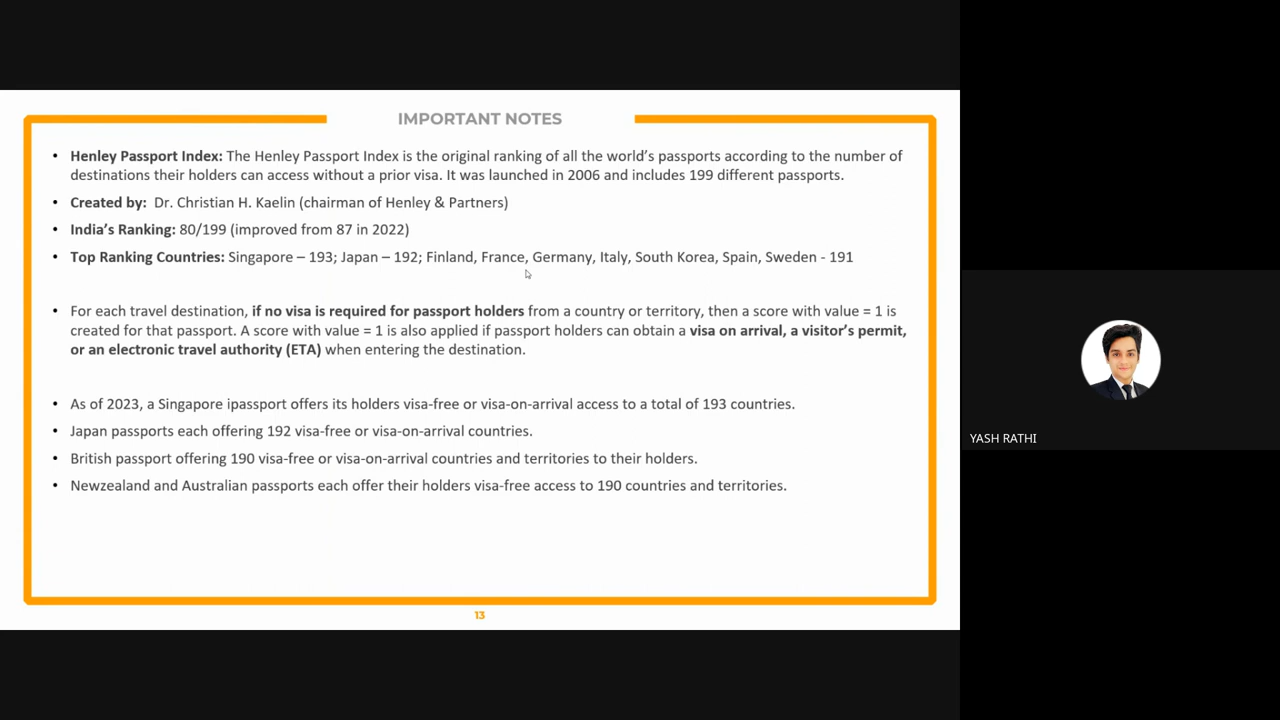 IMPORTANT NOTES
• Henley Passport Index: The Henley Passport Index is the original ranking of all the world's passports according to the number of
destinations their holders can access without a prior visa. It was launched in 2006 and includes 199 different passports.
• Created by: Dr. Christian H. Kaelin (chairman of Henley & Partners)
• India's Ranking: 80/199 (improved from 87 in 2022)
• Top Ranking Countries: Singapore – 193; Japan – 192; Finland, France, Germany, Italy, South Korea, Spain, Sweden - 191
• For each travel destination, if no visa is required for passport holders from a country or territory, then a score with value = 1 is
created for that passport. A score with value = 1 is also applied if passport holders can obtain a visa on arrival, a visitor's permit,
or an electronic travel authority (ETA) when entering the destination.
• As of 2023, a Singapore ipassport offers its holders visa-free or visa-on-arrival access to a total of 193 countries.
• Japan passports each offering 192 visa-free or visa-on-arrival countries.
• British passport offering 190 visa-free or visa-on-arrival countries and territories to their holders.
• Newzealand and Australian passports each offer their holders visa-free access to 190 countries and territories.
13
YASH RATHI